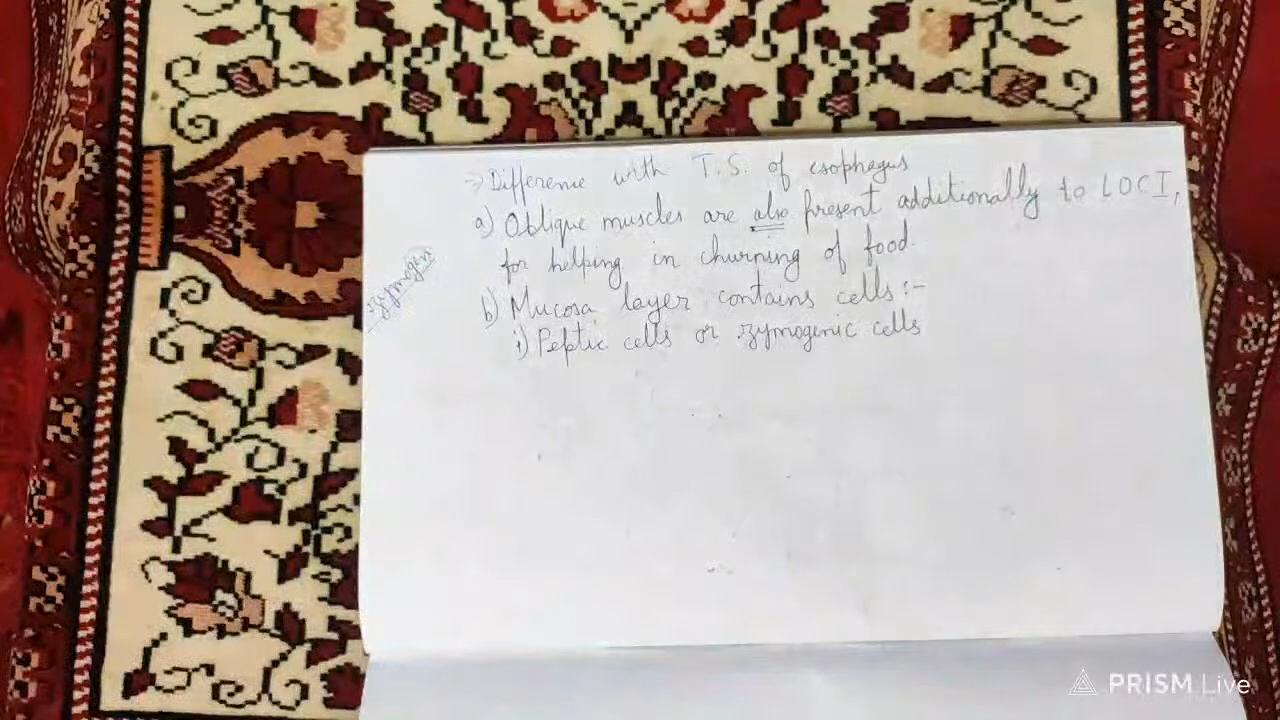 ⇒ Difference with T.S. of esophagus
a) Oblique muscles are also present additionally to LOCI,
for helping in churning of food.
b) Mucosa layer contains cells :-
i) Peptic cells or zymogenic cells
PRISM Live